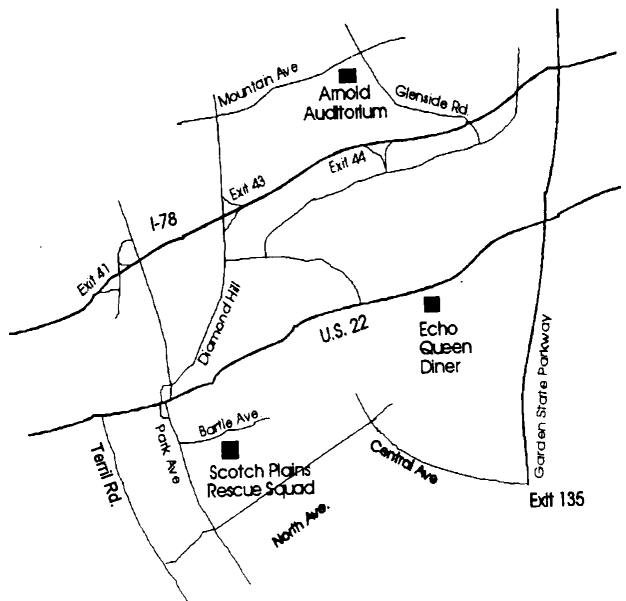 Mountain Ave
Arnold
Auditorium
Glenside Rd.
Exit 44
Exit 43
I-78
Exit 41
Diamond Hill
U.S. 22
Echo
Queen
Diner
Garden State Parkway
Bartle Ave
Park Ave
Terril Rd.
Scotch Plains
Rescue Squad
Central Ave
North Ave.
Exit 135